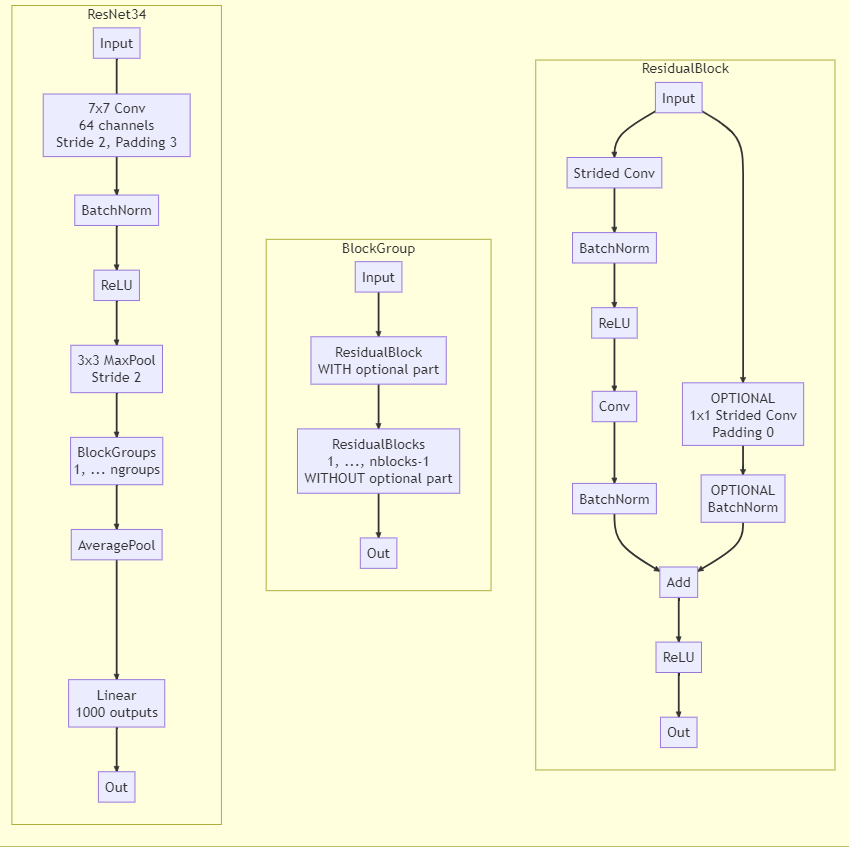 ResNet34
Input
7x7 Conv
64 channels
Stride 2, Padding 3
BatchNorm
ReLU
3x3 MaxPool
Stride 2
BlockGroups
1, ... ngroups
AveragePool
Linear
1000 outputs
Out
BlockGroup
Input
ResidualBlock
WITH optional part
ResidualBlocks
1, ..., nblocks-1
WITHOUT optional part
Out
ResidualBlock
Input
Strided Conv
BatchNorm
ReLU
Conv
BatchNorm
OPTIONAL
1x1 Strided Conv
Padding 0
OPTIONAL
BatchNorm
Add
ReLU
Out